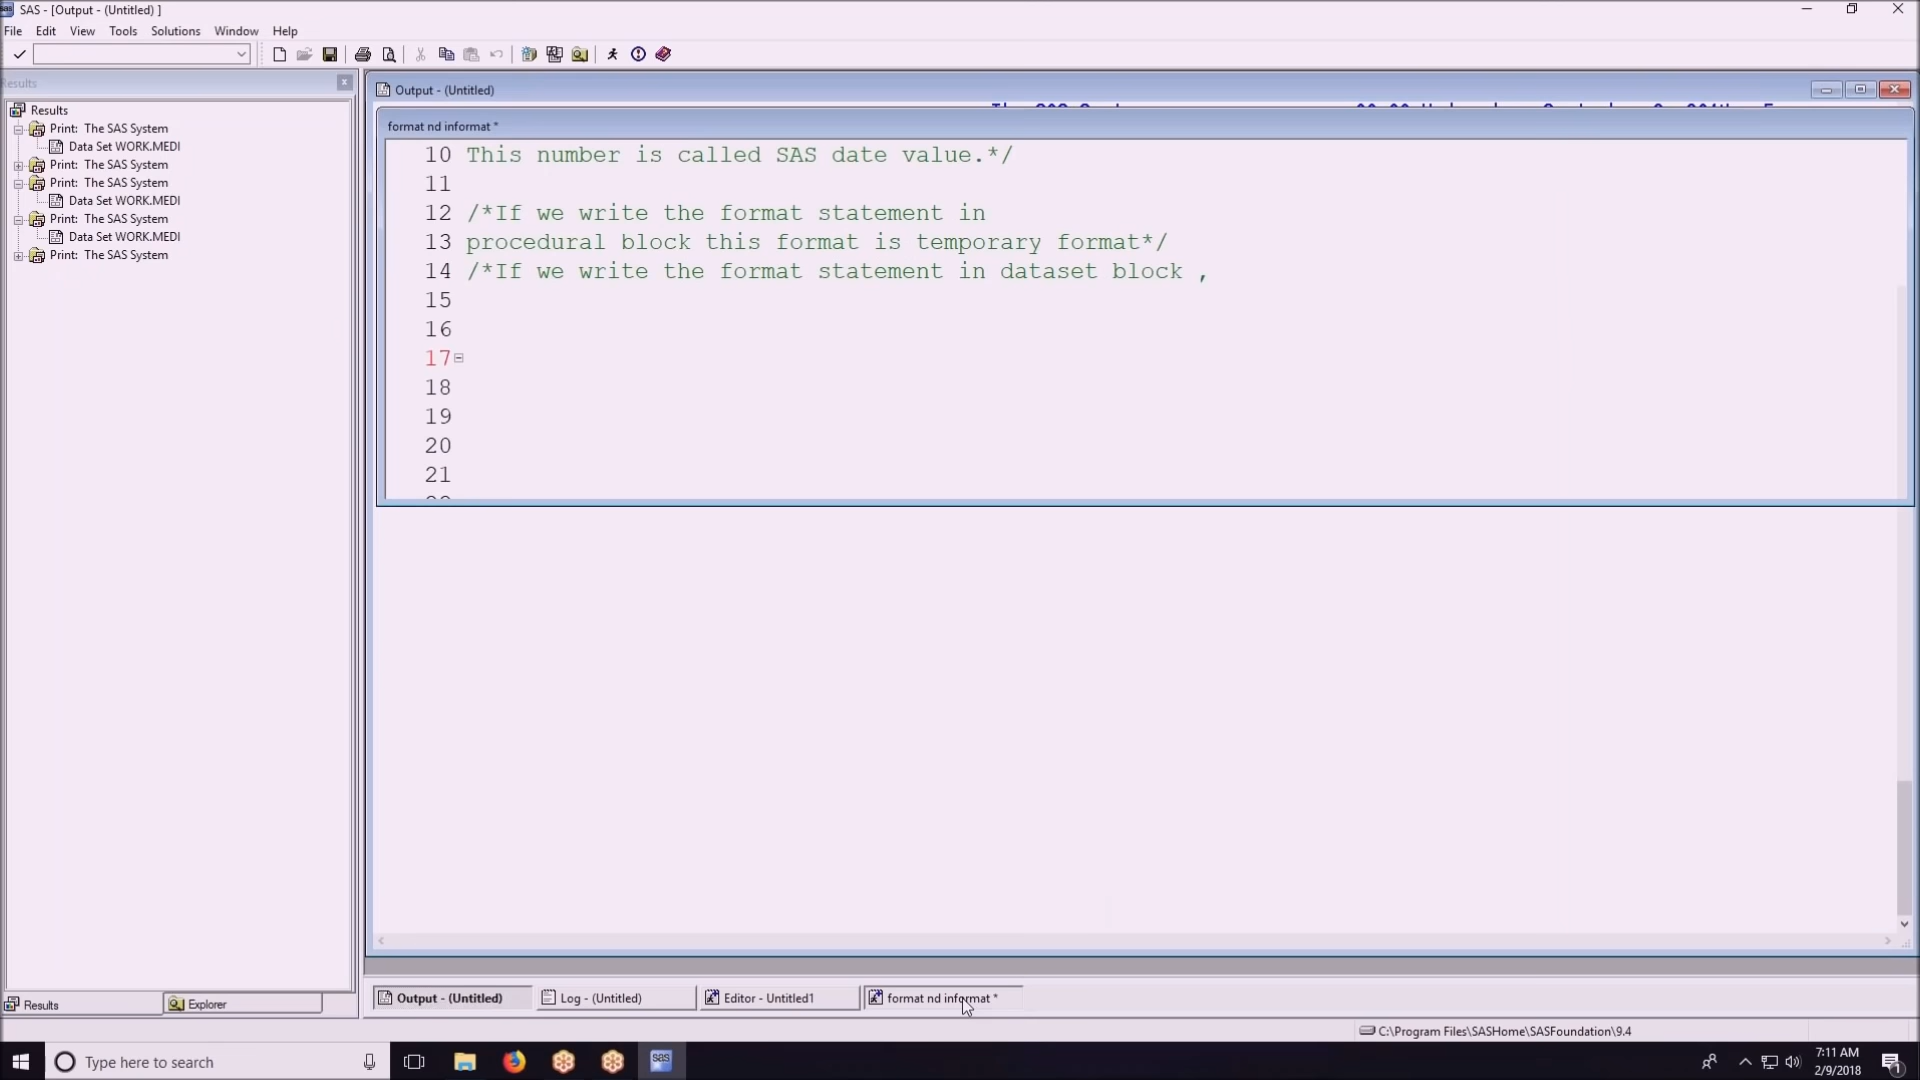 SAS - [Output - (Untitled) ]
File Edit View Tools Solutions Window Help
Results
Output - (Untitled)
Results
Print: The SAS System
Data Set WORK.MEDI
Print: The SAS System
Print: The SAS System
Data Set WORK.MEDI
Print: The SAS System
Data Set WORK.MEDI
Print: The SAS System
format nd informat *
10 This number is called SAS date value.*/
11
12 /*If we write the format statement in
13 procedural block this format is temporary format*/
14 /*If we write the format statement in dataset block ,
15
16
17
18
19
20
21
Output - (Untitled) Log - (Untitled) Editor - Untitled1 format nd informat *
Results Explorer
C:\Program Files\SASHome\SASFoundation\9.4
Type here to search
sas
7:11 AM
2/9/2018
1